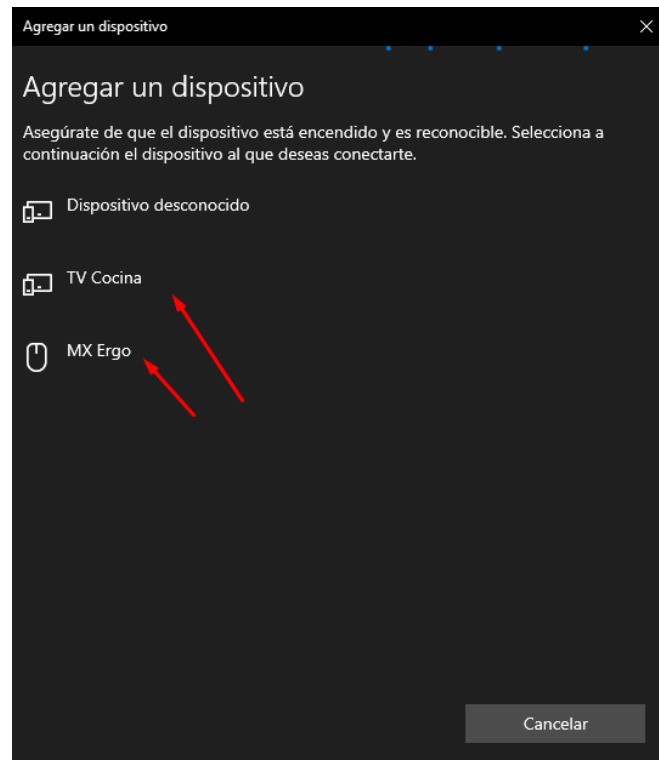 Agregar un dispositivo
Agregar un dispositivo
Asegúrate de que el dispositivo está encendido y es reconocible. Selecciona a
continuación el dispositivo al que deseas conectarte.
Dispositivo desconocido
TV Cocina
MX Ergo
Cancelar